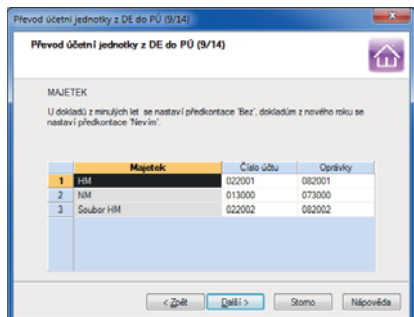 Převod účetní jednotky z DE do PÚ (9/14)
Převod účetní jednotky z DE do PÚ (9/14)
MAJETEK
U dokladů z minulých let se nastaví předkontace 'Bez', dokladům z nového roku se
nastaví předkontace 'Nevím'.
Majetek Číslo účtu Oprávky
1 HM 022001 082001
2 NM 013000 073000
3 Soubor HM 022002 082002
< Zpět Další > Storno Nápověda